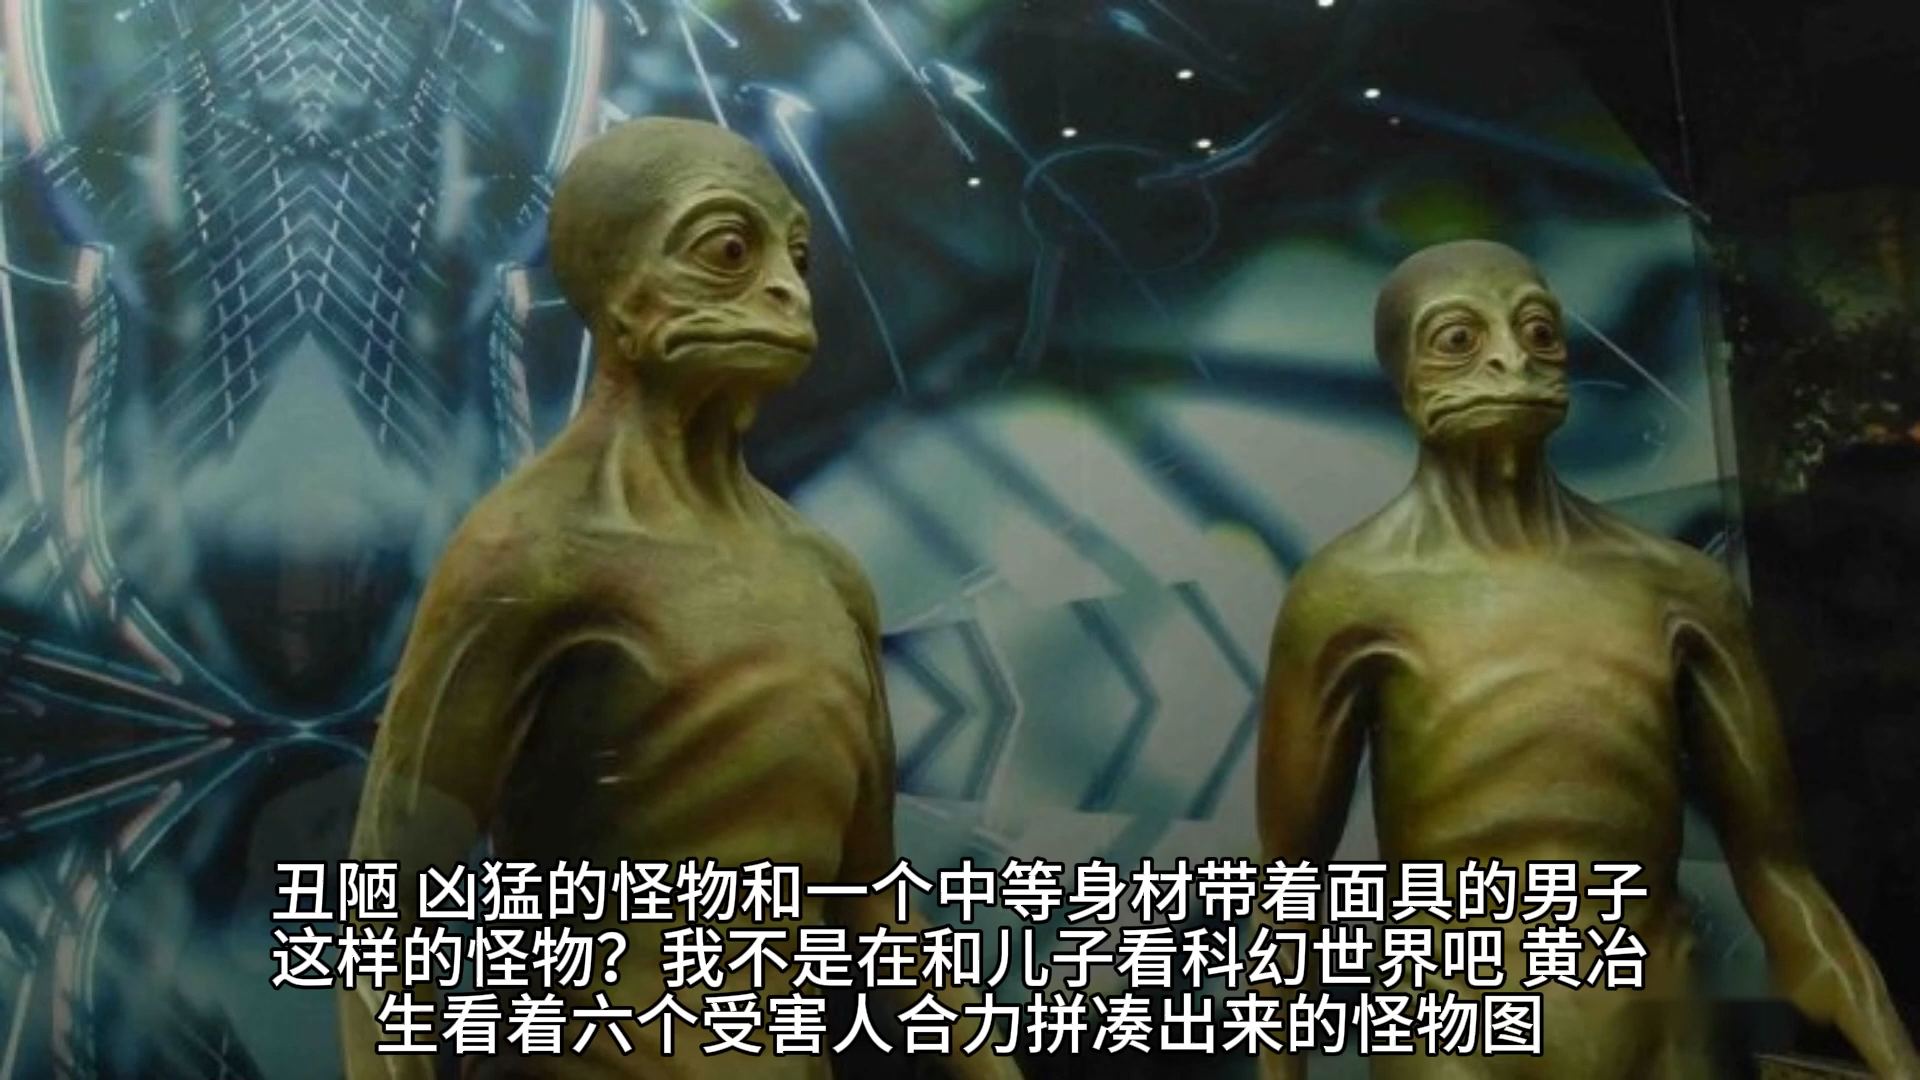 丑陋 凶猛的怪物和一个中等身材带着面具的男子
这样的怪物？我不是在和儿子看科幻世界吧 黄冶
生看着六个受害人合力拼凑出来的怪物图